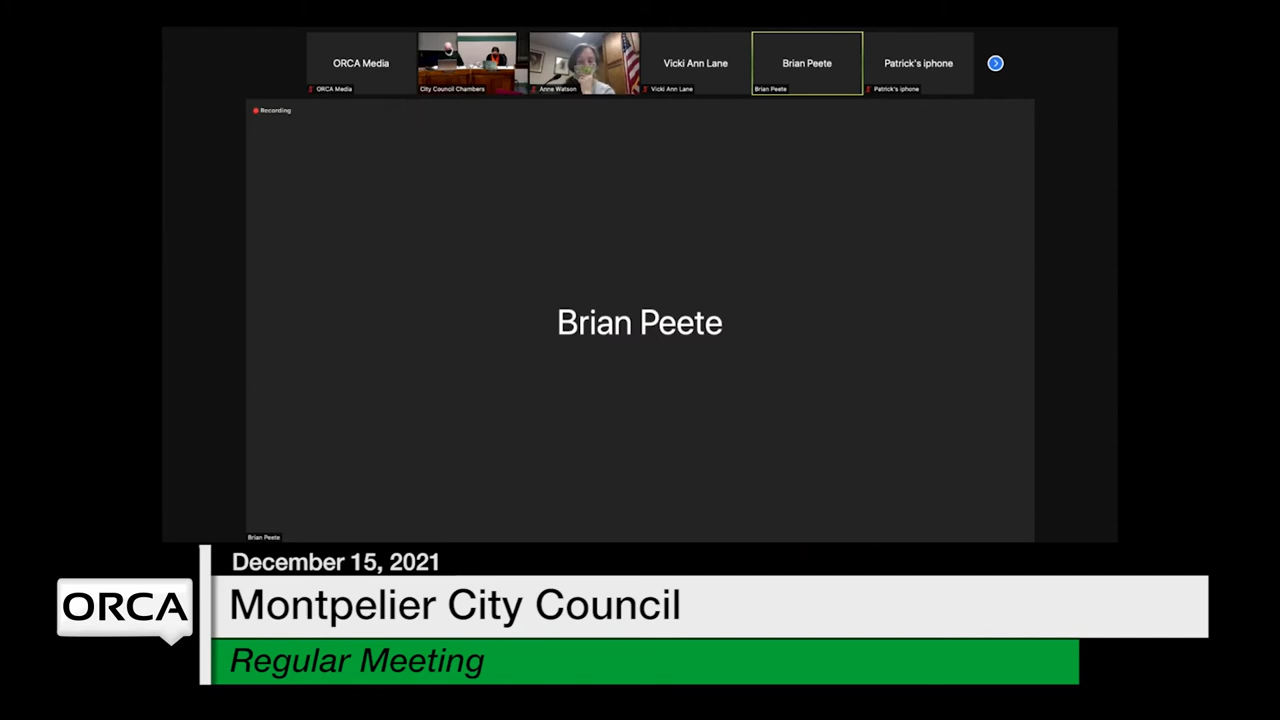 ORCA Media
Vicki Ann Lane
Brian Peete
Patrick's iphone
ORCA Media
City Council Chambers
Anne Watson
Vicki Ann Lane
Brian Peete
Patrick's iphone
Recording
Brian Peete
Brian Peete
December 15, 2021
ORCA
Montpelier City Council
Regular Meeting